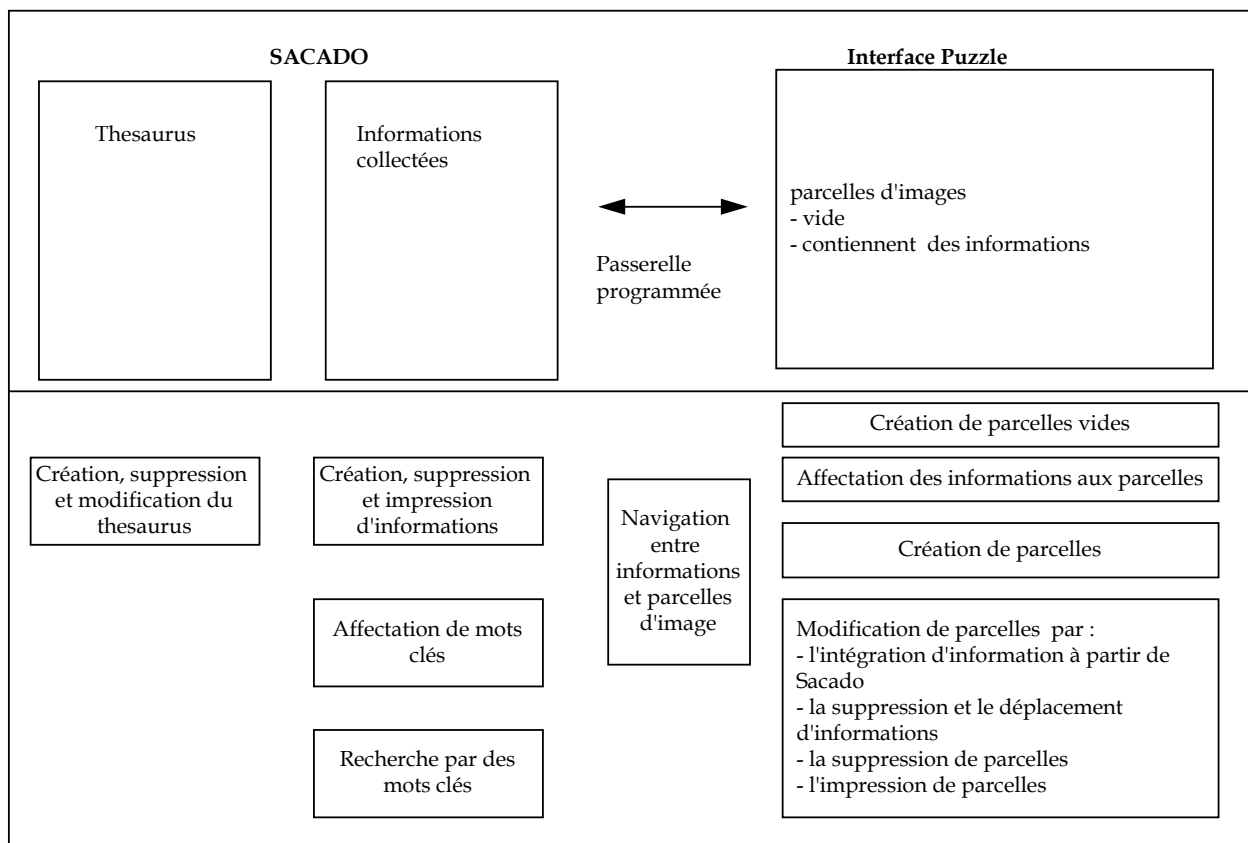 SACADO
Interface Puzzle
Thesaurus
Informations
collectées
Passerelle
programmée
parcelles d'images
- vide
- contiennent des informations
Création, suppression
et modification du
thesaurus
Création, suppression
et impression
d'informations
Affectation de mots
clés
Recherche par des
mots clés
Navigation
entre
informations
et parcelles
d'image
Création de parcelles vides
Affectation des informations aux parcelles
Création de parcelles
Modification de parcelles par :
- l'intégration d'information à partir de
Sacado
- la suppression et le déplacement
d'informations
- la suppression de parcelles
- l'impression de parcelles